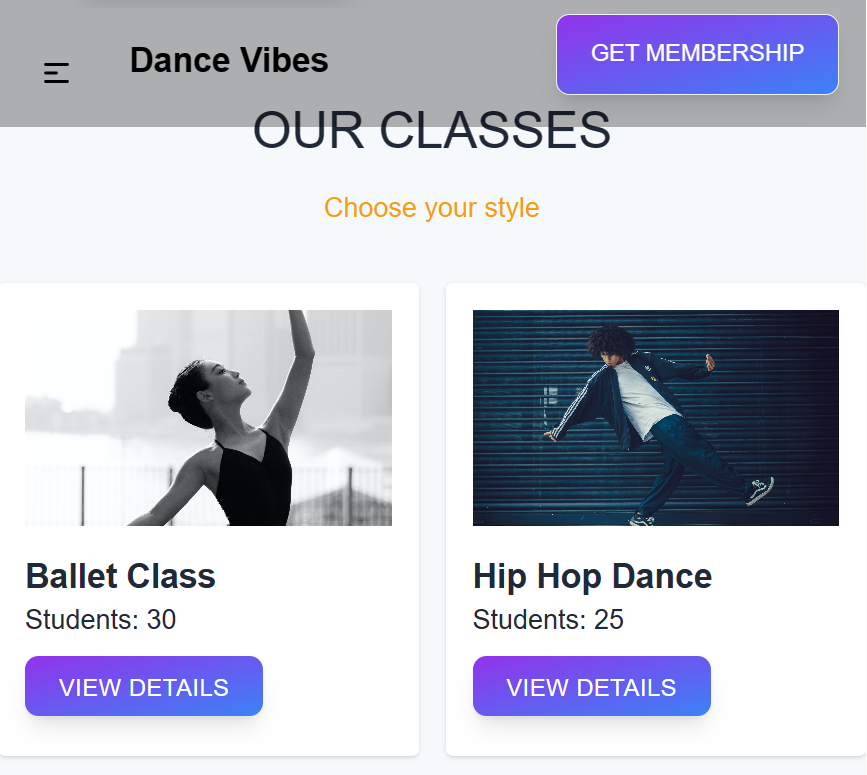 Dance Vibes
GET MEMBERSHIP
OUR CLASSES
Choose your style
Ballet Class
Students: 30
VIEW DETAILS
Hip Hop Dance
Students: 25
VIEW DETAILS